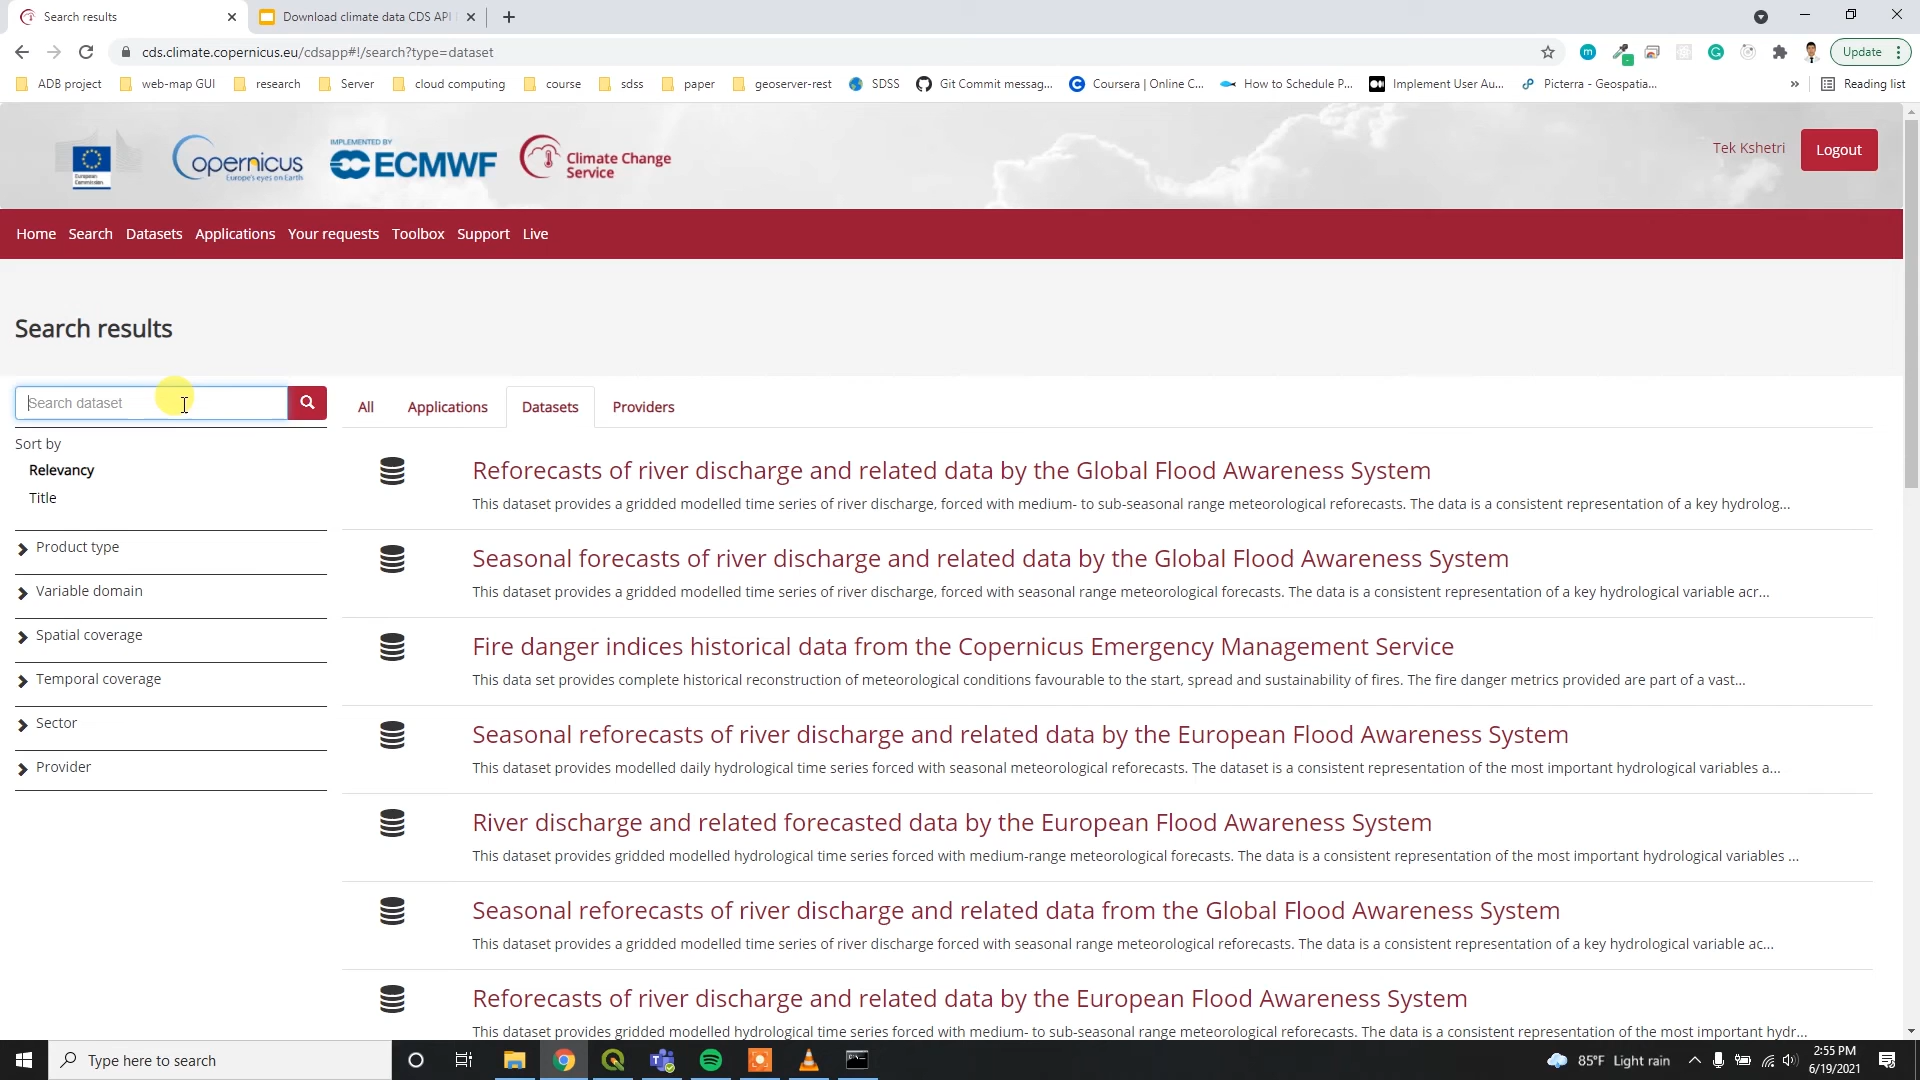 Search results
Download climate data CDS API
cds.climate.copernicus.eu/cdsapp#!/search?type=dataset
Update
ADB project
web-map GUI
research
Server
cloud computing
course
sdss
paper
geoserver-rest
SDSS
Git Commit messag...
Coursera | Online C...
How to Schedule P...
Implement User Au...
Picterra - Geospatia...
»
Reading list
European
Commission
opernicus
Europe's eyes on Earth
IMPLEMENTED BY
ECMWF
Climate Change
Service
Tek Kshetri
Logout
Home Search Datasets Applications Your requests Toolbox Support Live
Search results
Search dataset
All
Applications
Datasets
Providers
Sort by
Relevancy
Title
Product type
Variable domain
Spatial coverage
Temporal coverage
Sector
Provider
Reforecasts of river discharge and related data by the Global Flood Awareness System
This dataset provides a gridded modelled time series of river discharge, forced with medium- to sub-seasonal range meteorological reforecasts. The data is a consistent representation of a key hydrolog...
Seasonal forecasts of river discharge and related data by the Global Flood Awareness System
This dataset provides a gridded modelled time series of river discharge, forced with seasonal range meteorological forecasts. The data is a consistent representation of a key hydrological variable acr...
Fire danger indices historical data from the Copernicus Emergency Management Service
This data set provides complete historical reconstruction of meteorological conditions favourable to the start, spread and sustainability of fires. The fire danger metrics provided are part of a vast...
Seasonal reforecasts of river discharge and related data by the European Flood Awareness System
This dataset provides modelled daily hydrological time series forced with seasonal meteorological reforecasts. The dataset is a consistent representation of the most important hydrological variables a...
River discharge and related forecasted data by the European Flood Awareness System
This dataset provides gridded modelled hydrological time series forced with medium-range meteorological forecasts. The data is a consistent representation of the most important hydrological variables ...
Seasonal reforecasts of river discharge and related data from the Global Flood Awareness System
This dataset provides a gridded modelled time series of river discharge forced with seasonal range meteorological reforecasts. The data is a consistent representation of a key hydrological variable ac...
Reforecasts of river discharge and related data by the European Flood Awareness System
This dataset provides gridded modelled hydrological time series forced with medium- to sub-seasonal range meteorological reforecasts. The data is a consistent representation of the most important hydr...
Type here to search
85°F Light rain
2:55 PM
6/19/2021